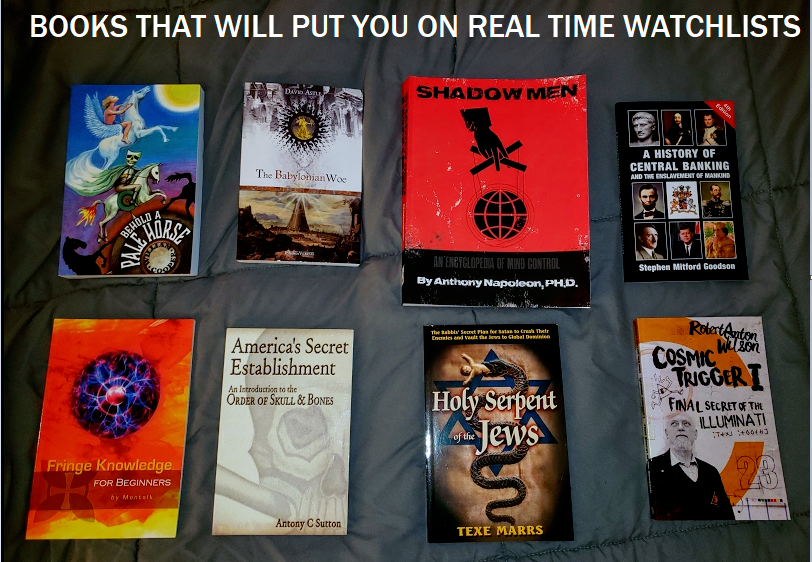 BOOKS THAT WILL PUT YOU ON REAL TIME WATCHLISTS
BEHOLD A
PALE HORSE
DAVID ASTLE
The Babylonian Woe
SHADOW MEN
AN ENCYCLOPEDIA OF MIND CONTROL
By Anthony Napoleon, PH.D.
4th
Edition
A HISTORY OF
CENTRAL BANKING
AND THE ENSLAVEMENT OF MANKIND
Stephen Mitford Goodson
Fringe Knowledge
FOR BEGINNERS
by Montalk
America's Secret
Establishment
An Introduction to the
ORDER OF SKULL & BONES
Antony C Sutton
The Rabbis' Secret Plan for Satan to Crush Their
Enemies and Vault the Jews to Global Dominion
Holy Serpent
of the Jews
TEXE MARRS
Robert Anton
Wilson
COSMIC
TRIGGER I
FINAL SECRET OF THE
ILLUMINATI
23